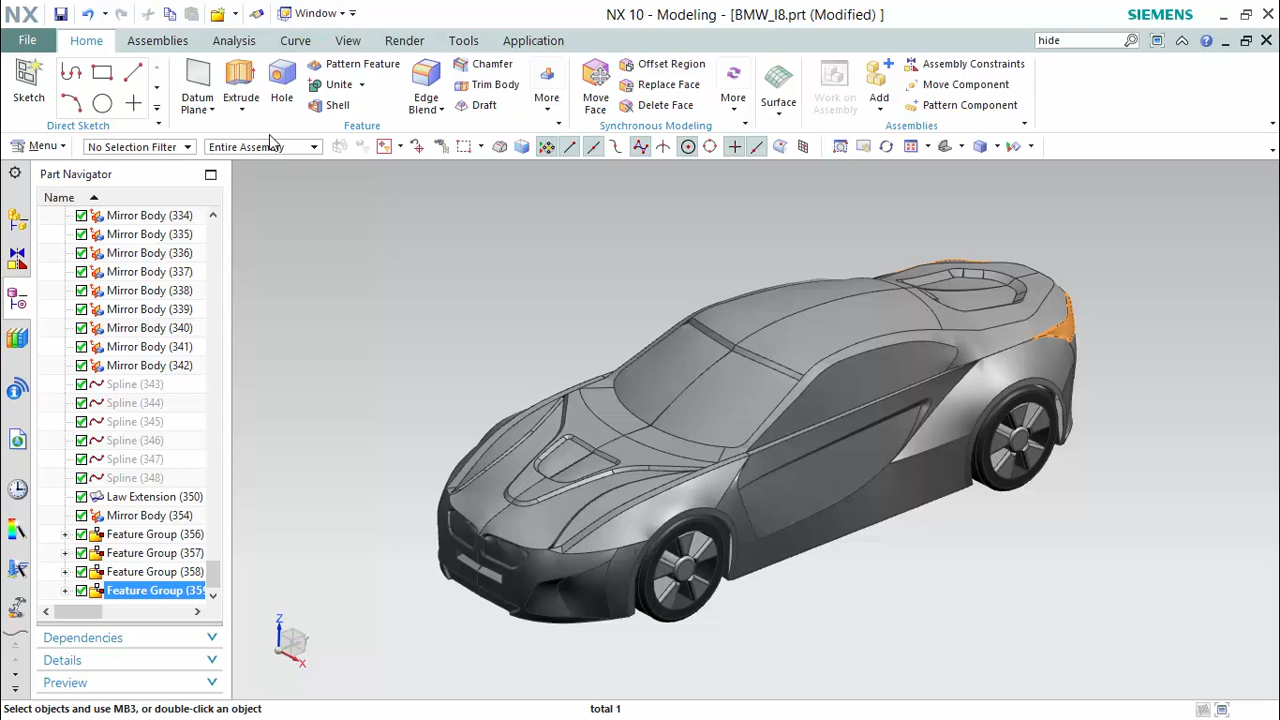 NX
Window
NX 10 - Modeling - [BMW_I8.prt (Modified) ]
SIEMENS
File
Home
Assemblies
Analysis
Curve
View
Render
Tools
Application
hide
Sketch
Direct Sketch
Datum Plane
Extrude
Hole
Pattern Feature
Unite
Shell
Edge Blend
Chamfer
Trim Body
Draft
More
Feature
Move Face
Offset Region
Replace Face
Delete Face
More
Synchronous Modeling
Surface
Work on Assembly
Add
Assembly Constraints
Move Component
Pattern Component
Assemblies
Menu
No Selection Filter
Entire Assembly
Part Navigator
Name
Mirror Body (334)
Mirror Body (335)
Mirror Body (336)
Mirror Body (337)
Mirror Body (338)
Mirror Body (339)
Mirror Body (340)
Mirror Body (341)
Mirror Body (342)
Spline (343)
Spline (344)
Spline (345)
Spline (346)
Spline (347)
Spline (348)
Law Extension (350)
Mirror Body (354)
Feature Group (356)
Feature Group (357)
Feature Group (358)
Feature Group (359
Dependencies
Details
Preview
Z
Y
X
Select objects and use MB3, or double-click an object
total 1